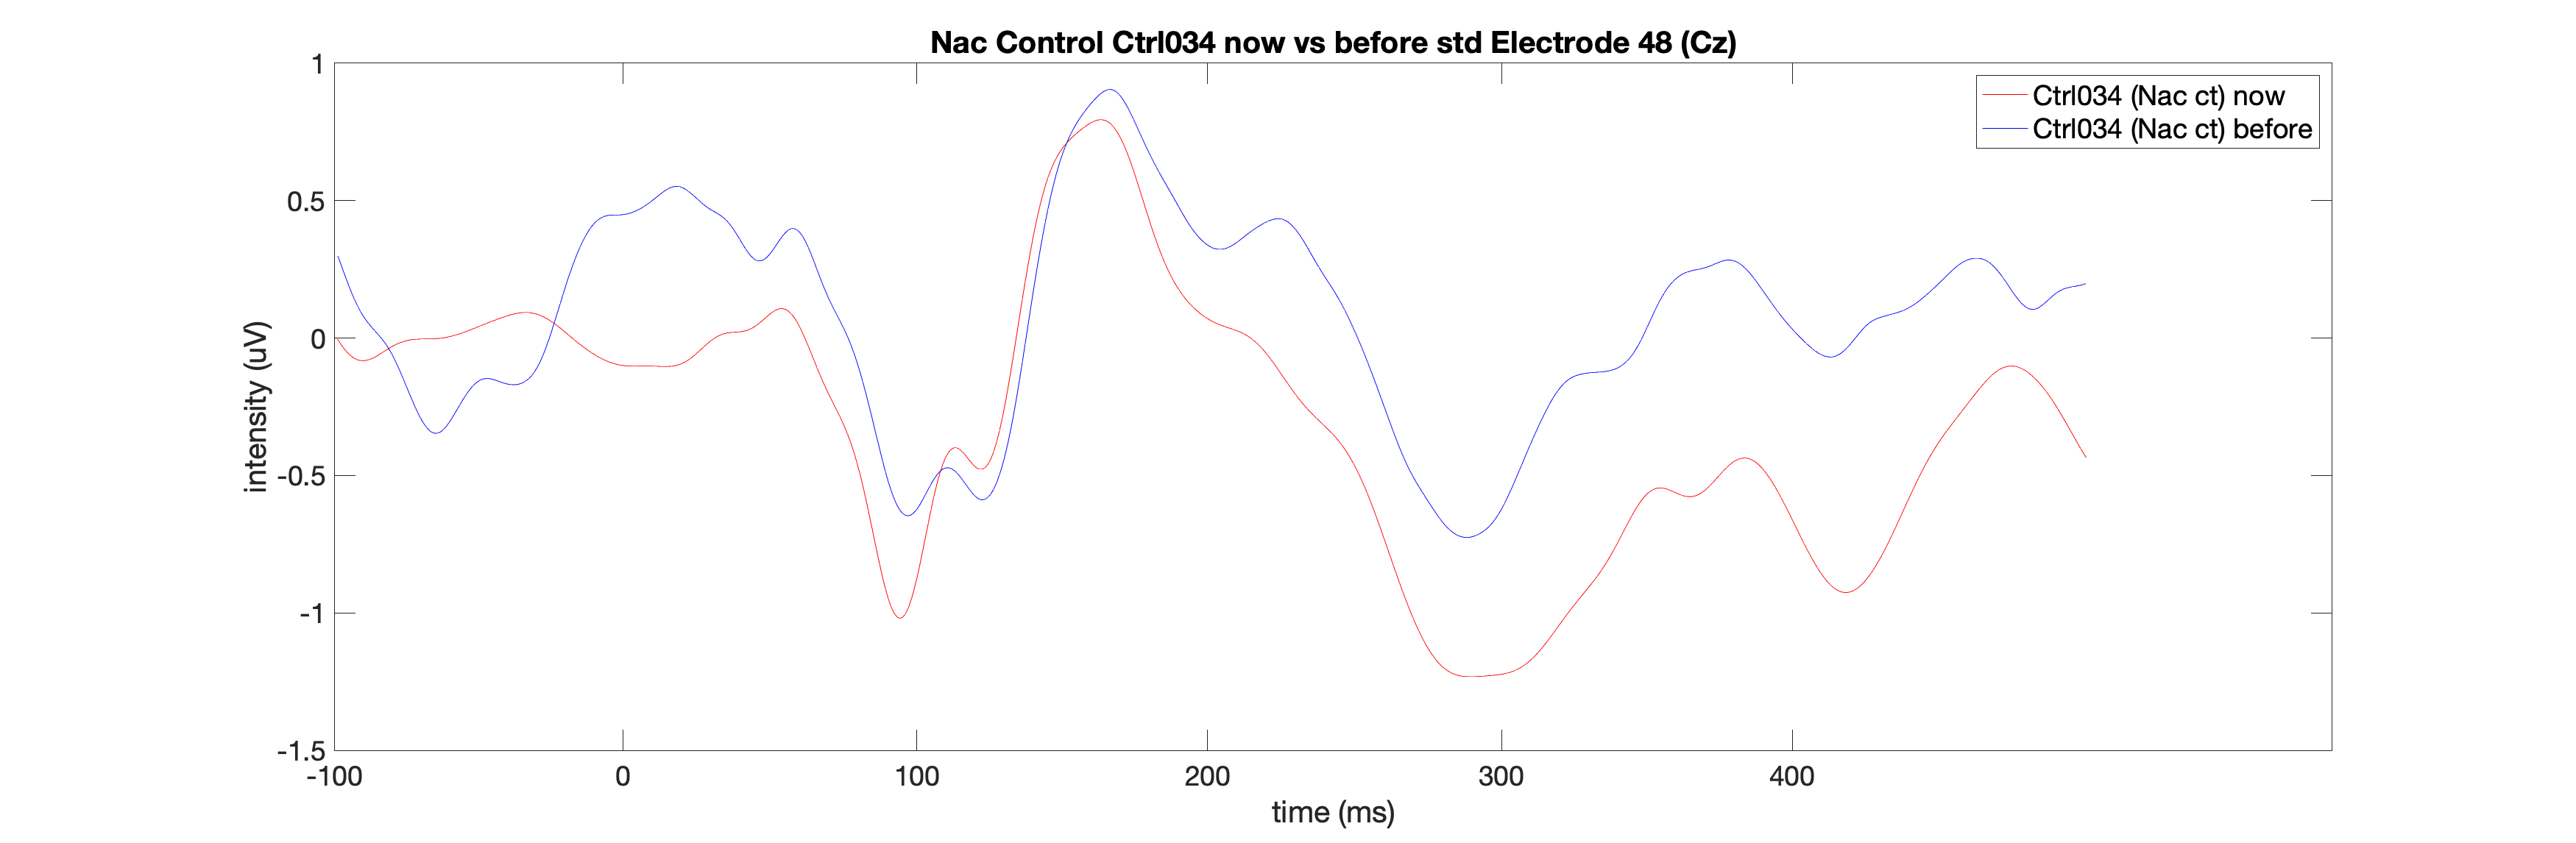 Nac Control Ctrl034 now vs before std Electrode 48 (Cz)
1
0.5
0
-0.5
-1
-1.5
intensity (uV)
Ctrl034 (Nac ct) now
Ctrl034 (Nac ct) before
-100 0 100 200 300 400
time (ms)